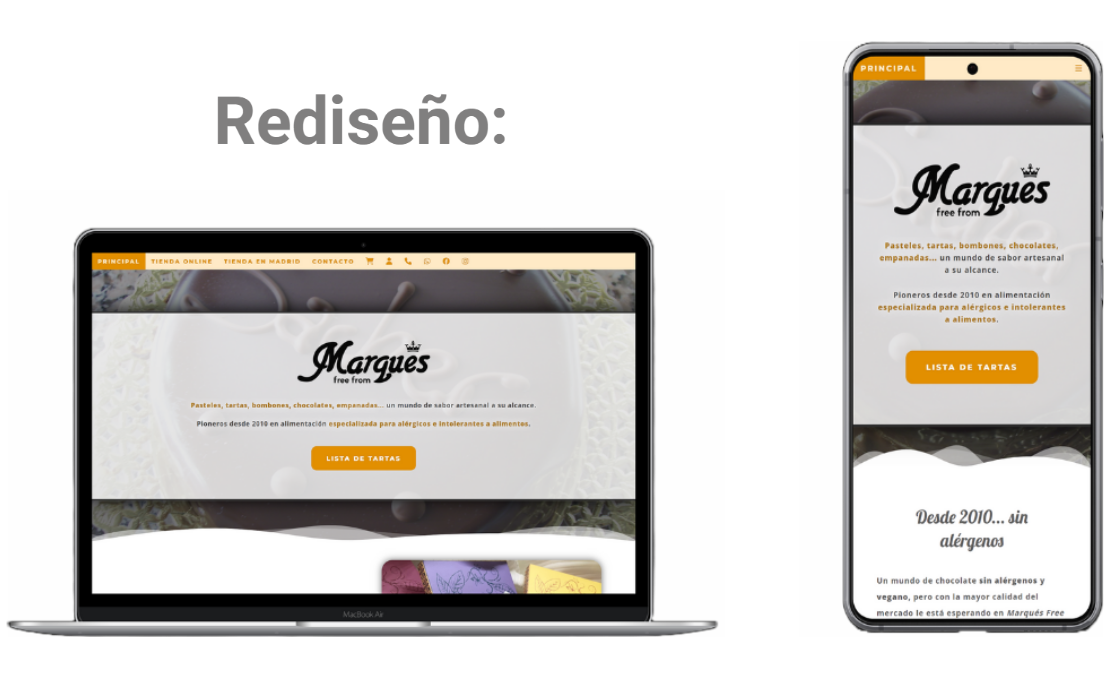 Rediseño:
PRINCIPAL TIENDA ONLINE TIENDA EN MADRID CONTACTO
Marqués
free from
Pasteles, tartas, bombones, chocolates, empanadas... un mundo de sabor artesanal a su alcance.
Pioneros desde 2010 en alimentación especializada para alérgicos e intolerantes a alimentos.
LISTA DE TARTAS
MacBook Air
PRINCIPAL
Marqués
free from
Pasteles, tartas, bombones, chocolates,
empanadas... un mundo de sabor artesanal
a su alcance.
Pioneros desde 2010 en alimentación
especializada para alérgicos e intolerantes
a alimentos.
LISTA DE TARTAS
Desde 2010... sin
alérgenos
Un mundo de chocolate sin alérgenos y
vegano, pero con la mayor calidad del
mercado le está esperando en Marqués Free